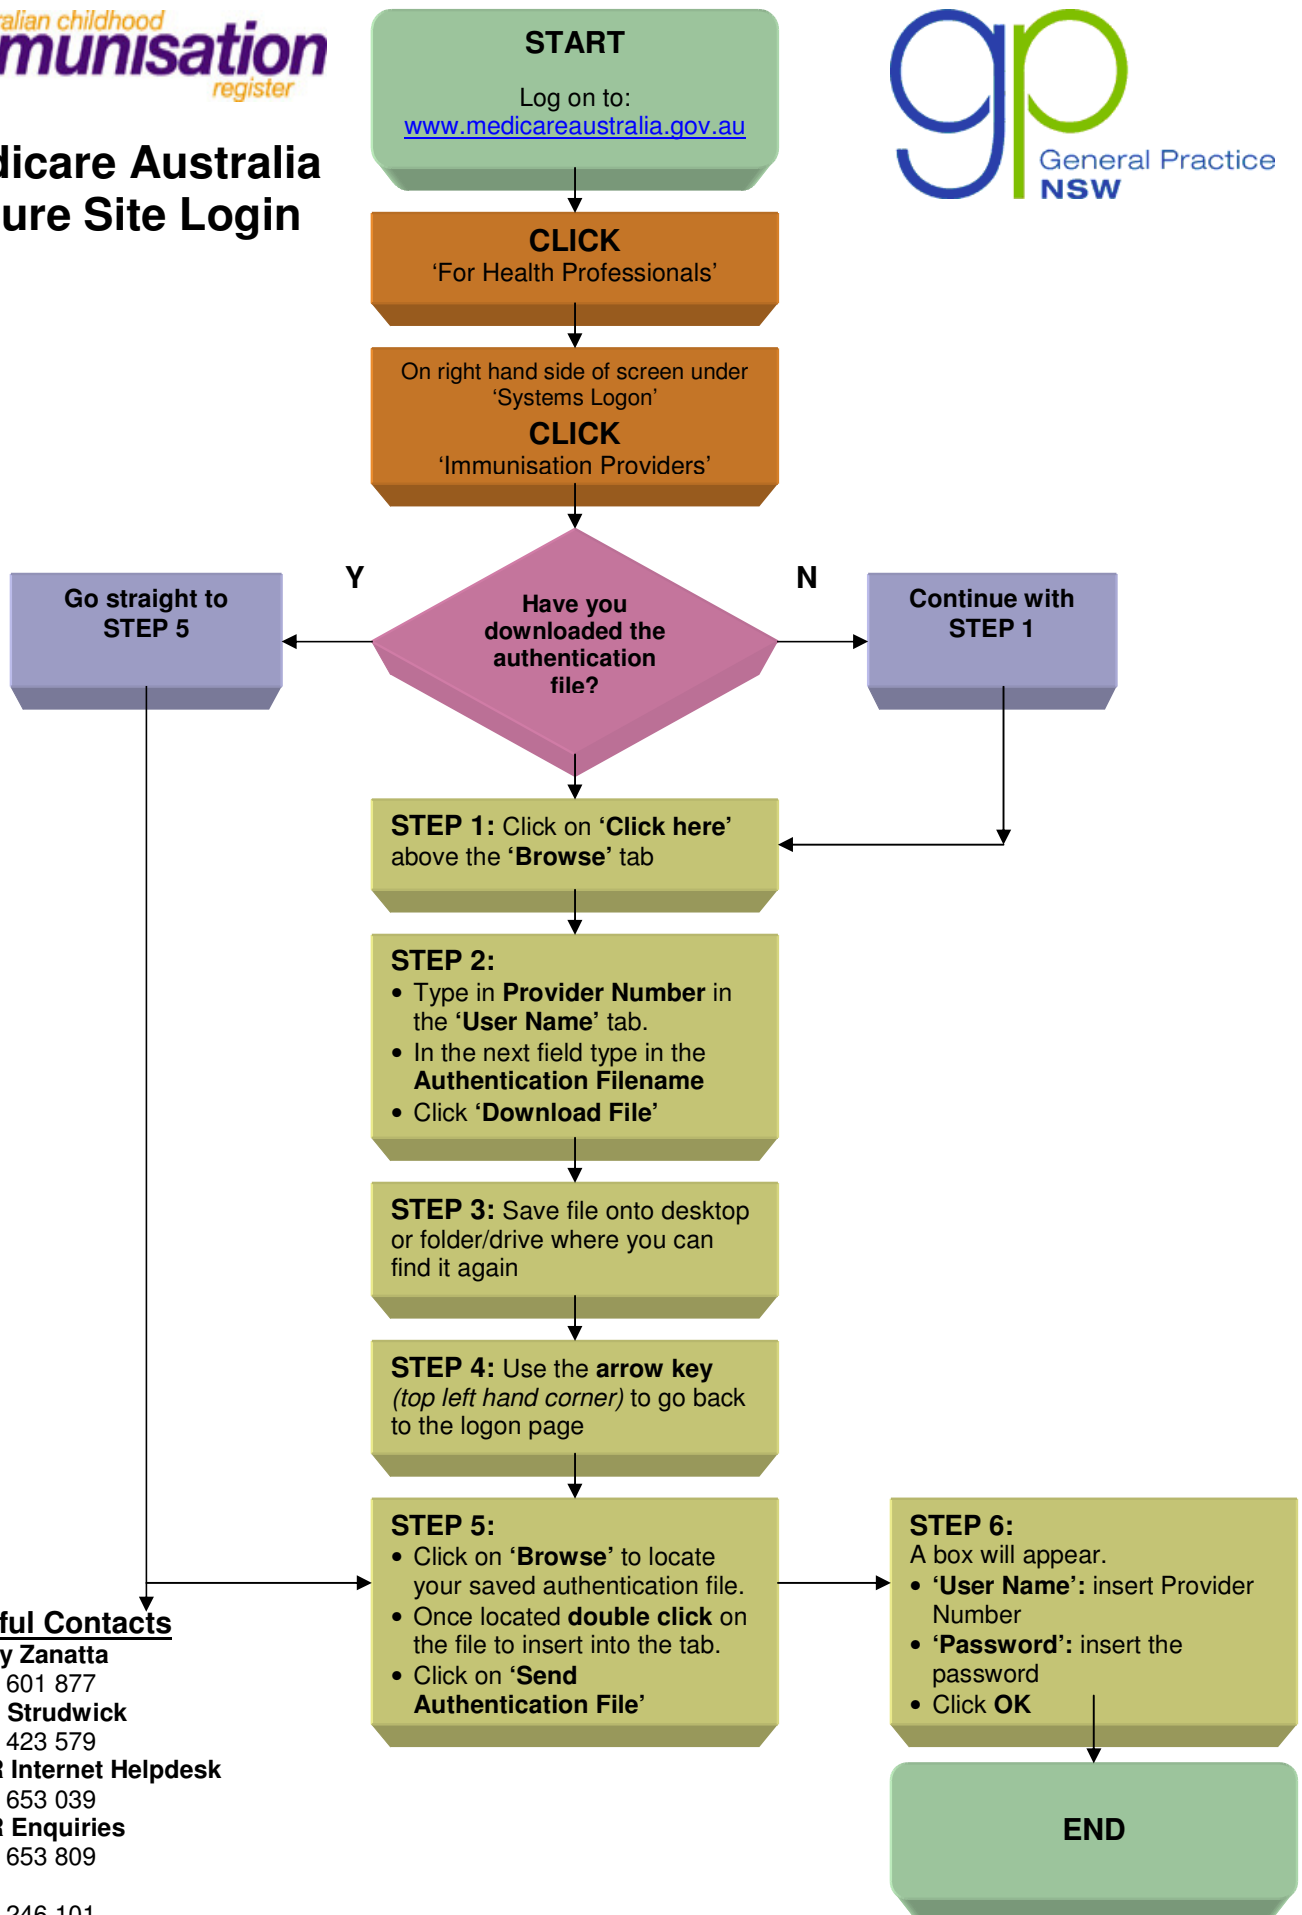 australian childhood
immunisation
register
START
Log on to:
www.medicareaustralia.gov.au
gp
General Practice
NSW
dicare Australia
ure Site Login
CLICK
‘For Health Professionals’
On right hand side of screen under
‘Systems Logon’
CLICK
‘Immunisation Providers’
Y
N
Go straight to
STEP 5
Have you
downloaded the
authentication
file?
Continue with
STEP 1
STEP 1: Click on ‘Click here’
above the ‘Browse’ tab
STEP 2:
• Type in Provider Number in
the ‘User Name’ tab.
• In the next field type in the
Authentication Filename
• Click ‘Download File’
STEP 3: Save file onto desktop
or folder/drive where you can
find it again
STEP 4: Use the arrow key
(top left hand corner) to go back
to the logon page
STEP 5:
• Click on ‘Browse’ to locate
your saved authentication file.
• Once located double click on
the file to insert into the tab.
• Click on ‘Send
Authentication File’
STEP 6:
A box will appear.
• ‘User Name’: insert Provider
Number
• ‘Password’: insert the
password
• Click OK
END
ful Contacts
y Zanatta
601 877
Strudwick
423 579
R Internet Helpdesk
653 039
R Enquiries
653 809
246 101